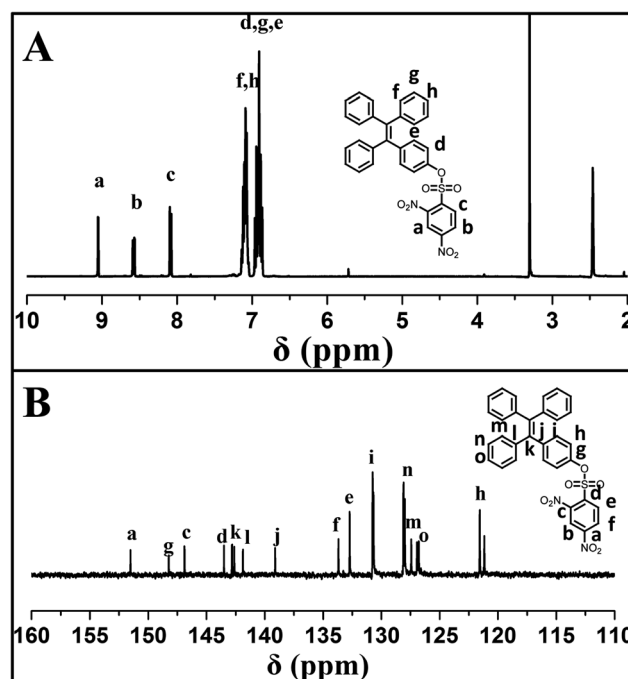 A
d,g,e
f,h
a
b
c
g
f
h
e
d
O
O=S=O
O₂N
c
a
b
NO₂
10 9 8 7 6 5 4 3 2
δ (ppm)
B
a
g
c
d
k
l
j
f
e
i
n
m
o
h
m
l
j
i
h
n
k
g
o
O
O=S=O
d
O₂N
c
e
b
a
f
NO₂
160 155 150 145 140 135 130 125 120 115 110
δ (ppm)